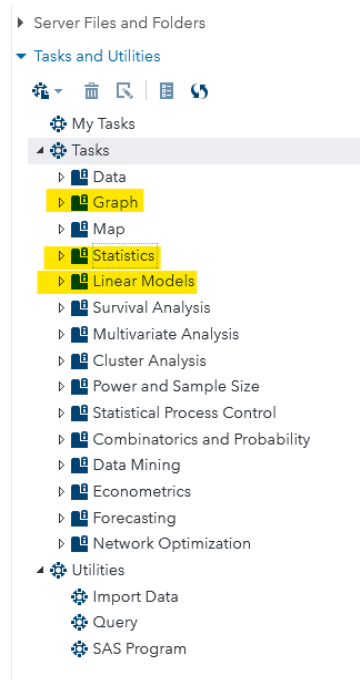 Server Files and Folders
Tasks and Utilities
My Tasks
Tasks
Data
Graph
Map
Statistics
Linear Models
Survival Analysis
Multivariate Analysis
Cluster Analysis
Power and Sample Size
Statistical Process Control
Combinatorics and Probability
Data Mining
Econometrics
Forecasting
Network Optimization
Utilities
Import Data
Query
SAS Program